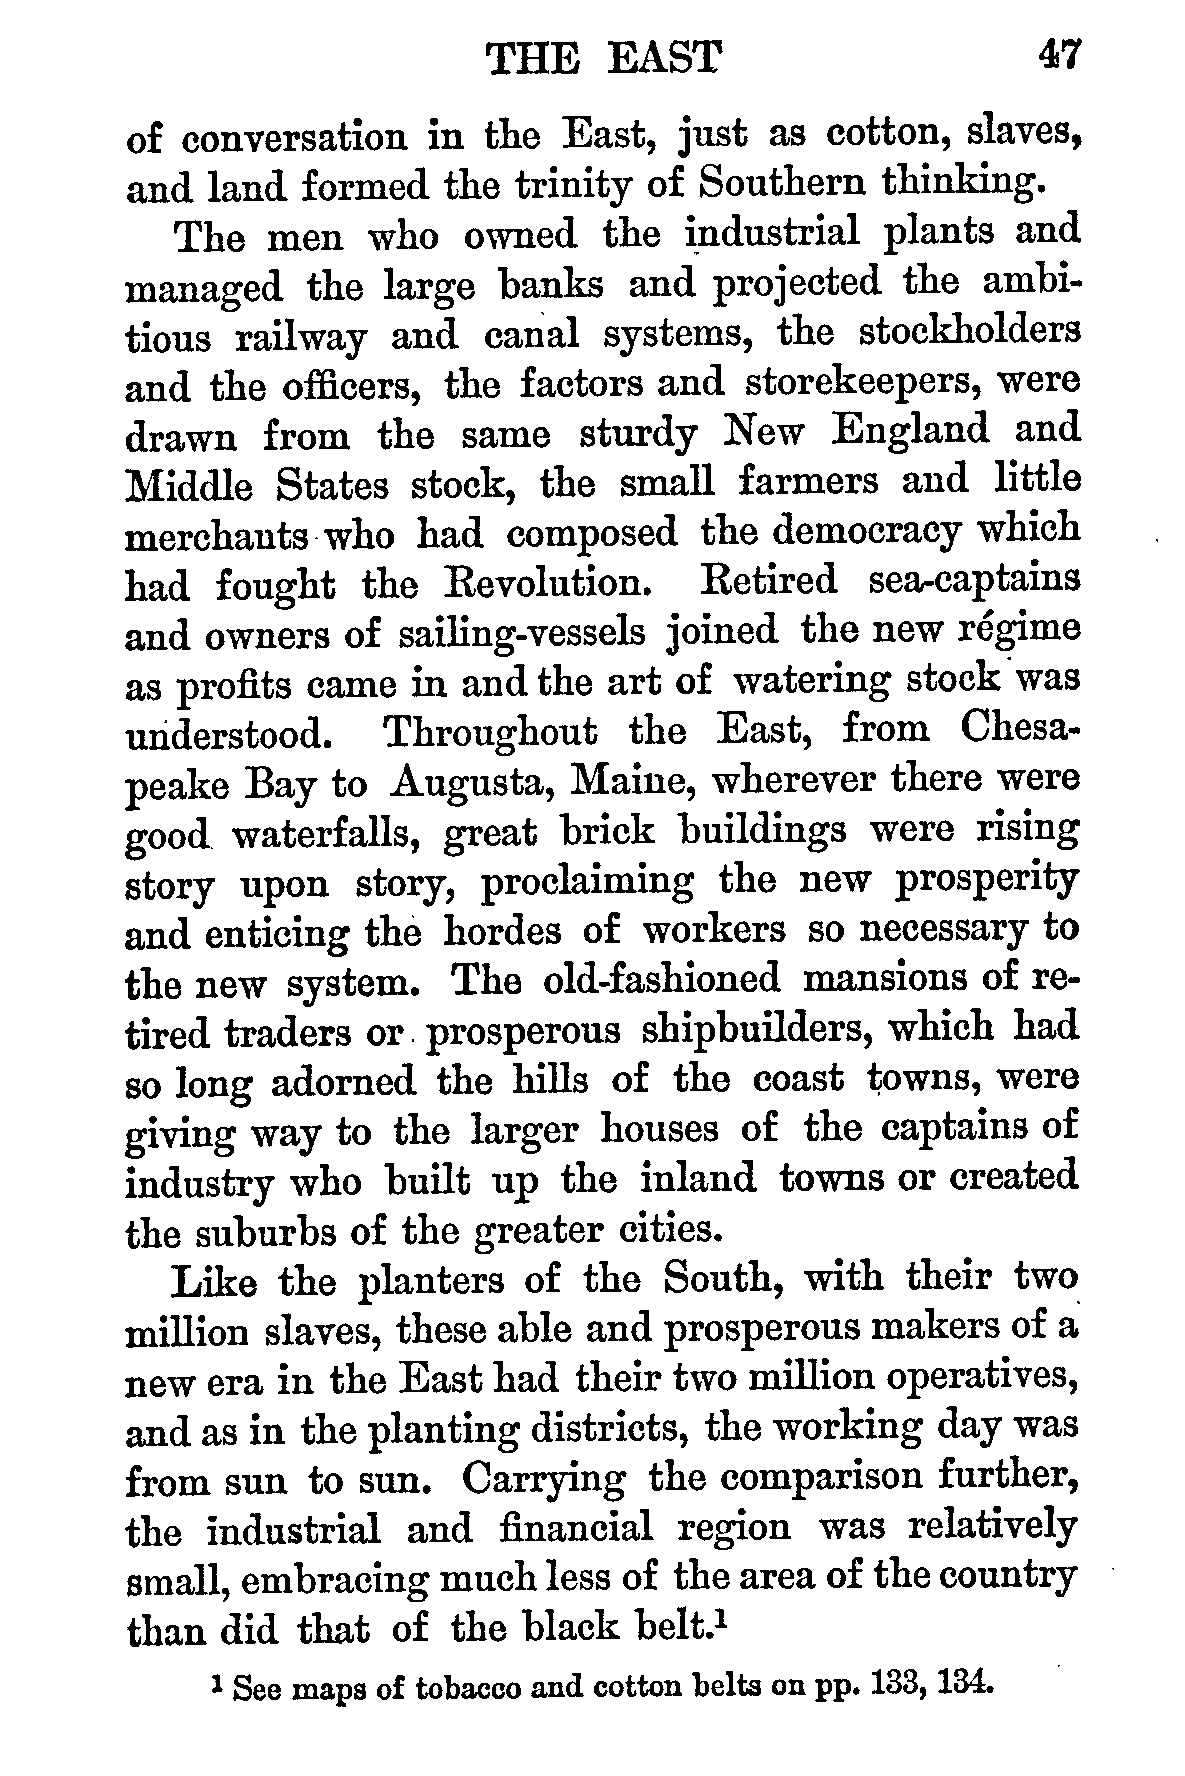 THE EAST 47
of conversation in the East, just as cotton, slaves,
and land formed the trinity of Southern thinking.
The men who owned the industrial plants and
managed the large banks and projected the ambi-
tious railway and canal systems, the stockholders
and the officers, the factors and storekeepers, were
drawn from the same sturdy New England and
Middle States stock, the small farmers and little
merchants who had composed the democracy which
had fought the Revolution. Retired sea-captains
and owners of sailing-vessels joined the new régime
as profits came in and the art of watering stock was
understood. Throughout the East, from Chesa-
peake Bay to Augusta, Maine, wherever there were
good waterfalls, great brick buildings were rising
story upon story, proclaiming the new prosperity
and enticing the hordes of workers so necessary to
the new system. The old-fashioned mansions of re-
tired traders or prosperous shipbuilders, which had
so long adorned the hills of the coast towns, were
giving way to the larger houses of the captains of
industry who built up the inland towns or created
the suburbs of the greater cities.
Like the planters of the South, with their two
million slaves, these able and prosperous makers of a
new era in the East had their two million operatives,
and as in the planting districts, the working day was
from sun to sun. Carrying the comparison further,
the industrial and financial region was relatively
small, embracing much less of the area of the country
than did that of the black belt.¹
¹ See maps of tobacco and cotton belts on pp. 133, 134.